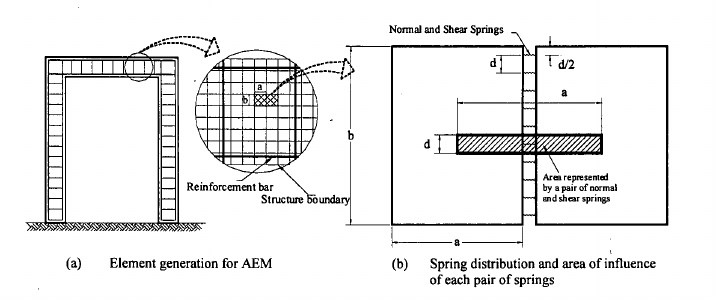 Normal and Shear Springs
d
d/2
a
a
b
b
d
Reinforcement bar
Structure boundary
Area represented
by a pair of normal
and shear springs
a
(a) Element generation for AEM
(b) Spring distribution and area of influence
of each pair of springs